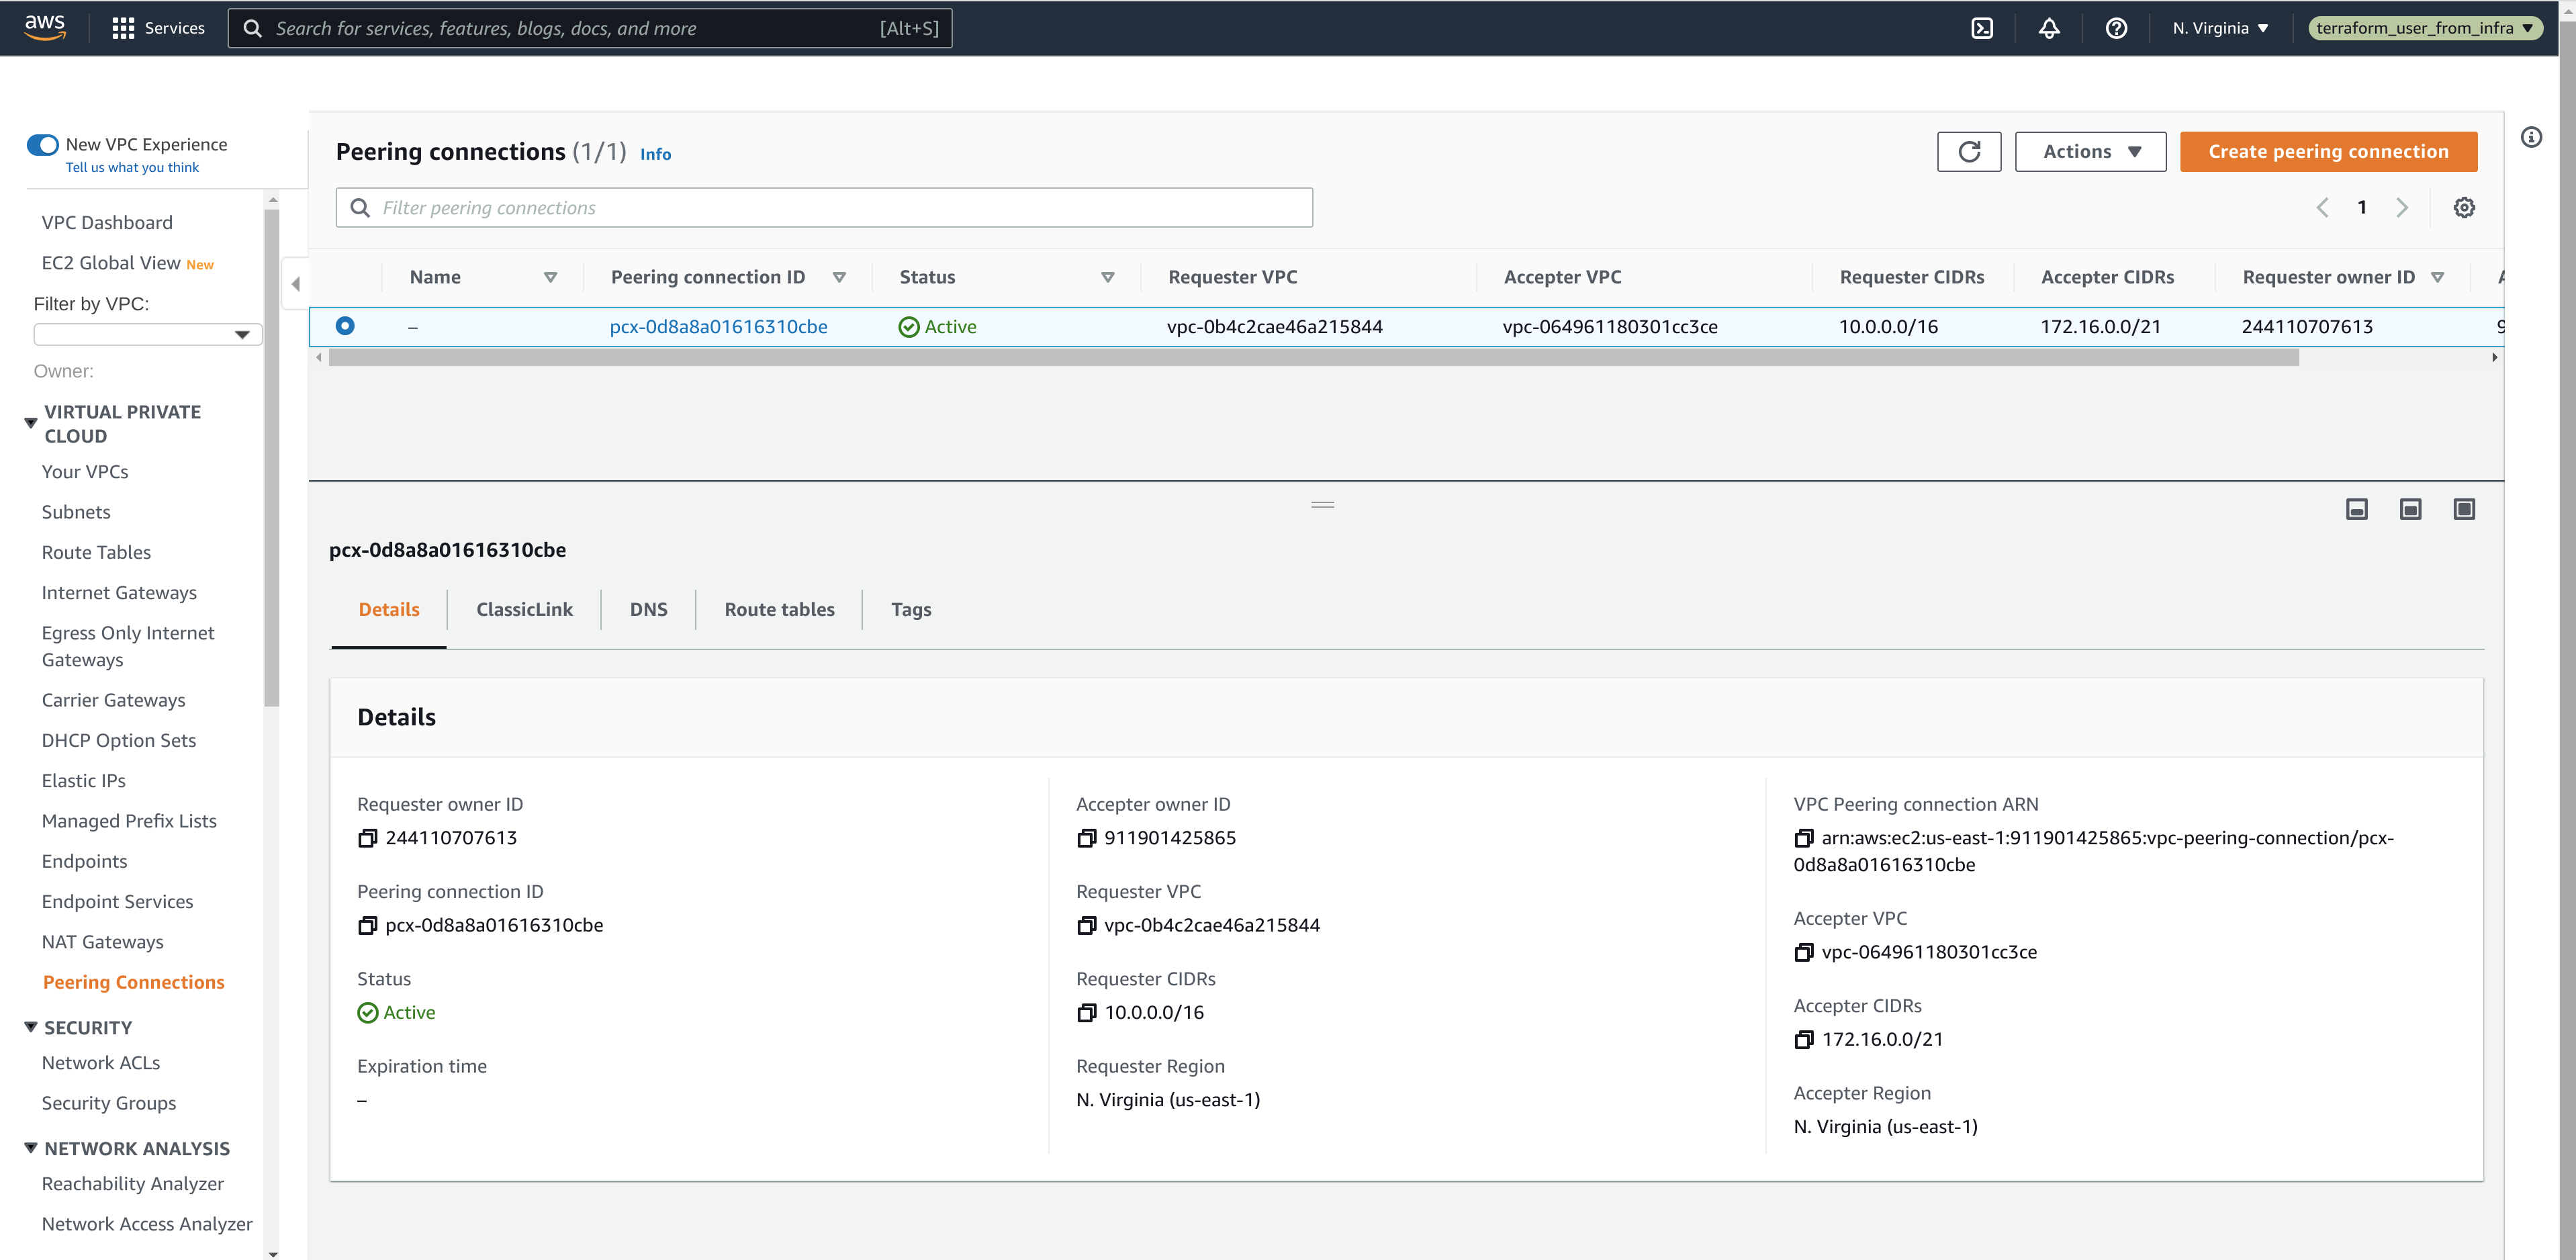 aws
Services
Search for services, features, blogs, docs, and more
[Alt+S]
N. Virginia
terraform_user_from_infra
New VPC Experience
Tell us what you think
VPC Dashboard
EC2 Global View New
Filter by VPC:
Owner:
VIRTUAL PRIVATE
CLOUD
Your VPCs
Subnets
Route Tables
Internet Gateways
Egress Only Internet
Gateways
Carrier Gateways
DHCP Option Sets
Elastic IPs
Managed Prefix Lists
Endpoints
Endpoint Services
NAT Gateways
Peering Connections
SECURITY
Network ACLs
Security Groups
NETWORK ANALYSIS
Reachability Analyzer
Network Access Analyzer
Peering connections (1/1) Info
Actions
Create peering connection
Filter peering connections
1
Name
Peering connection ID
Status
Requester VPC
Accepter VPC
Requester CIDRs
Accepter CIDRs
Requester owner ID
–
pcx-0d8a8a01616310cbe
Active
vpc-0b4c2cae46a215844
vpc-064961180301cc3ce
10.0.0.0/16
172.16.0.0/21
244110707613
pcx-0d8a8a01616310cbe
Details
ClassicLink
DNS
Route tables
Tags
Details
Requester owner ID
244110707613
Peering connection ID
pcx-0d8a8a01616310cbe
Status
Active
Expiration time
–
Accepter owner ID
911901425865
Requester VPC
vpc-0b4c2cae46a215844
Requester CIDRs
10.0.0.0/16
Requester Region
N. Virginia (us-east-1)
VPC Peering connection ARN
arn:aws:ec2:us-east-1:911901425865:vpc-peering-connection/pcx-
0d8a8a01616310cbe
Accepter VPC
vpc-064961180301cc3ce
Accepter CIDRs
172.16.0.0/21
Accepter Region
N. Virginia (us-east-1)